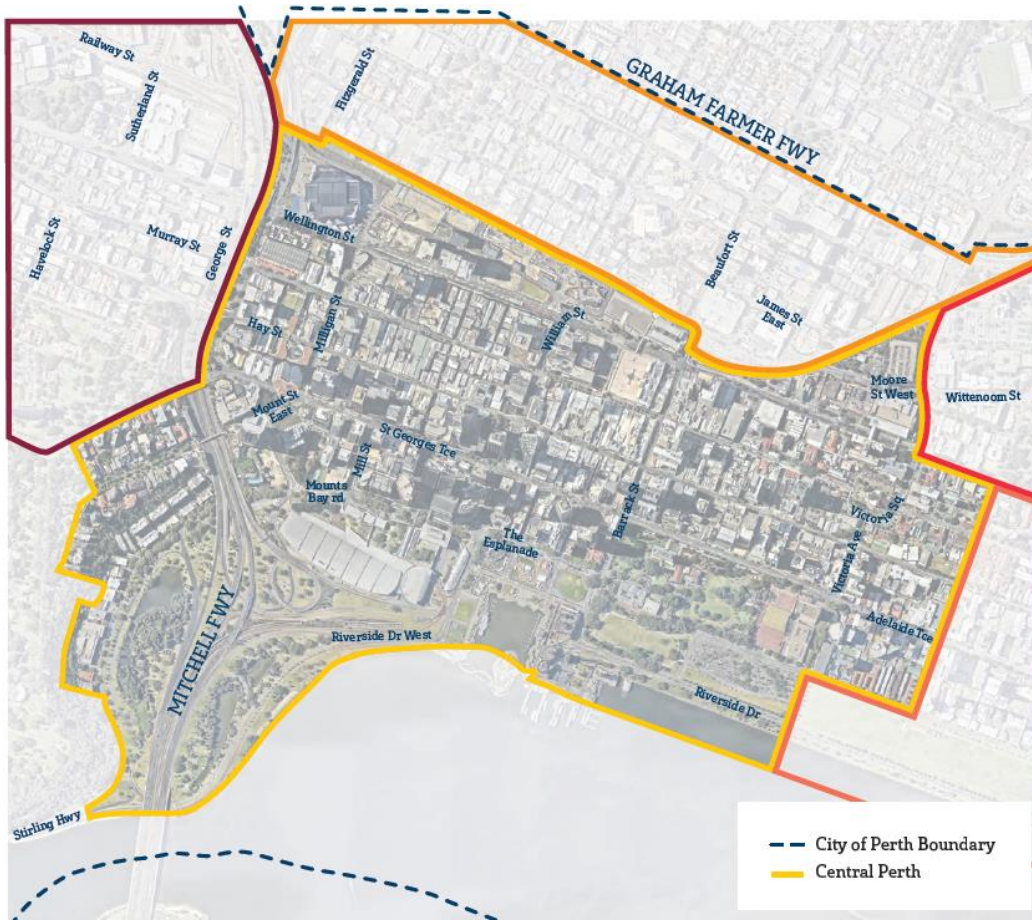 Railway St
Sutherland St
Fitzgerald St
GRAHAM FARMER FWY
Havelock St
Murray St
George St
Wellington St
Beaufort St
James St
East
Hay St
Milligan St
William St
Moore
St West
Wittenoom St
Mount St
East
St Georges Tce
Mill St
Mounts
Bay rd
The
Esplanade
Barrack St
Victoria Sq
Victoria Ave
Adelaide Tce
MITCHELL FWY
Riverside Dr West
Riverside Dr
Stirling Hwy
City of Perth Boundary
Central Perth